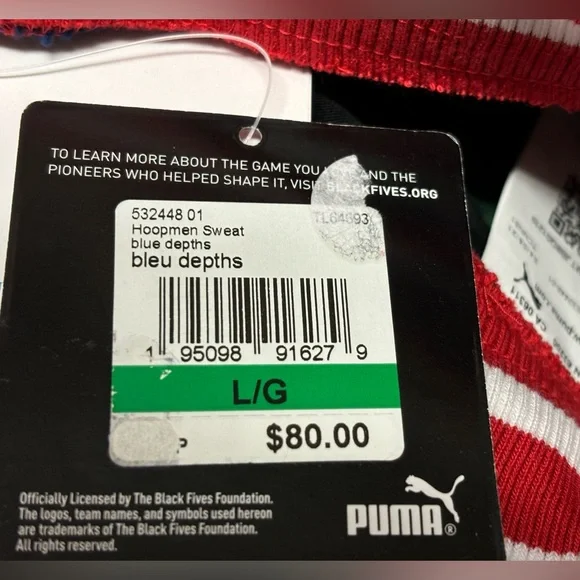 TO LEARN MORE ABOUT THE GAME YOU LOVE AND THE
PIONEERS WHO HELPED SHAPE IT, VISIT BLACKFIVES.ORG
532448 01
Hoopmen Sweat
blue depths
bleu depths
1 95098 91627 9
L/G
$80.00
Officially Licensed by The Black Fives Foundation.
The logos, team names, and symbols used hereon
are trademarks of The Black Fives Foundation.
All rights reserved.
PUMA®